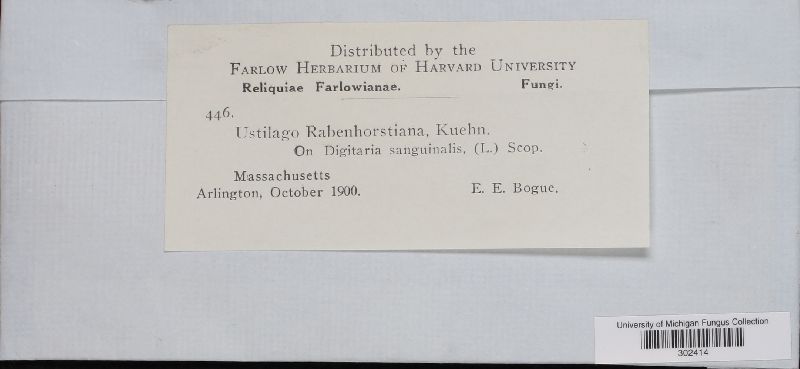 Distributed by the
FARLOW HERBARIUM OF HARVARD UNIVERSITY
Reliquiae Farlowianae. Fungi.
446.
Ustilago Rabenhorstiana, Kuehn.
On Digitaria sanguinalis, (L.) Scop.
Massachusetts
Arlington, October 1900. E. E. Bogue.
University of Michigan Fungus Collection
302414